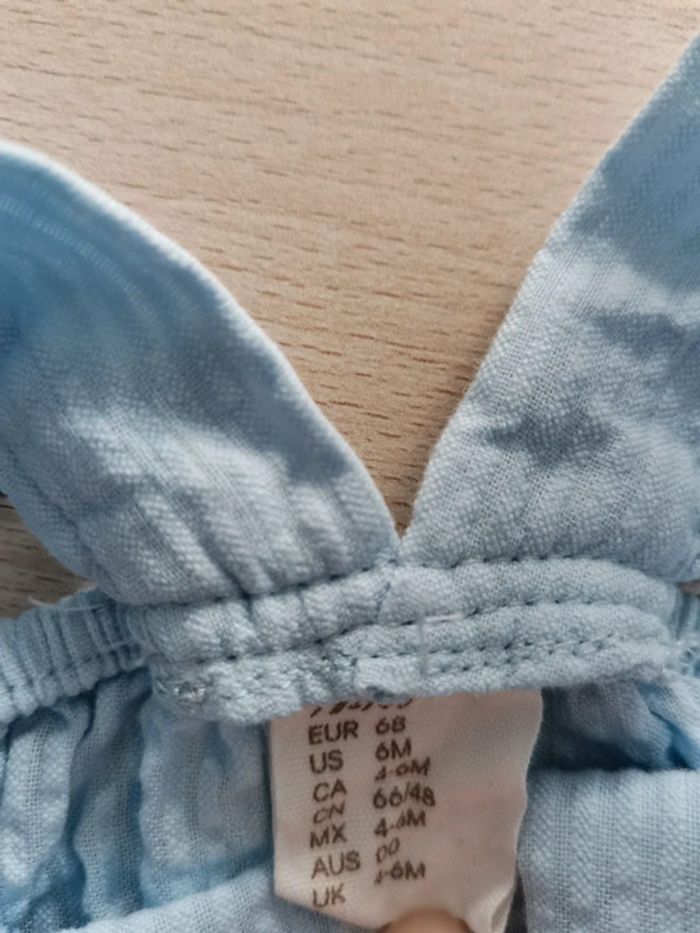 EUR 68
US 6M
CA 4-6M
CN 66/48
MX 4-6M
AUS 00
UK 4-6M